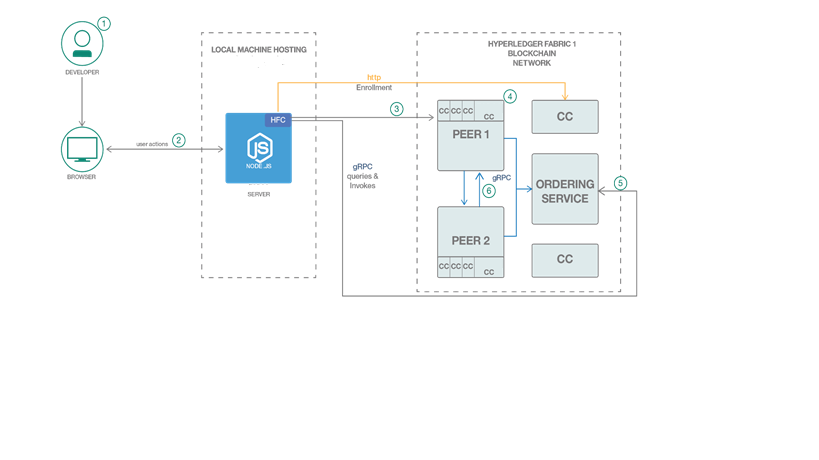 1
DEVELOPER
BROWSER
user actions
2
LOCAL MACHINE HOSTING
HFC
JS
NODE.JS
SERVER
http
Enrollment
3
gRPC
queries &
Invokes
HYPERLEDGER FABRIC 1
BLOCKCHAIN
NETWORK
4
CC CC CC CC
PEER 1
CC
gRPC
6
ORDERING
SERVICE
5
PEER 2
CC CC CC CC
CC